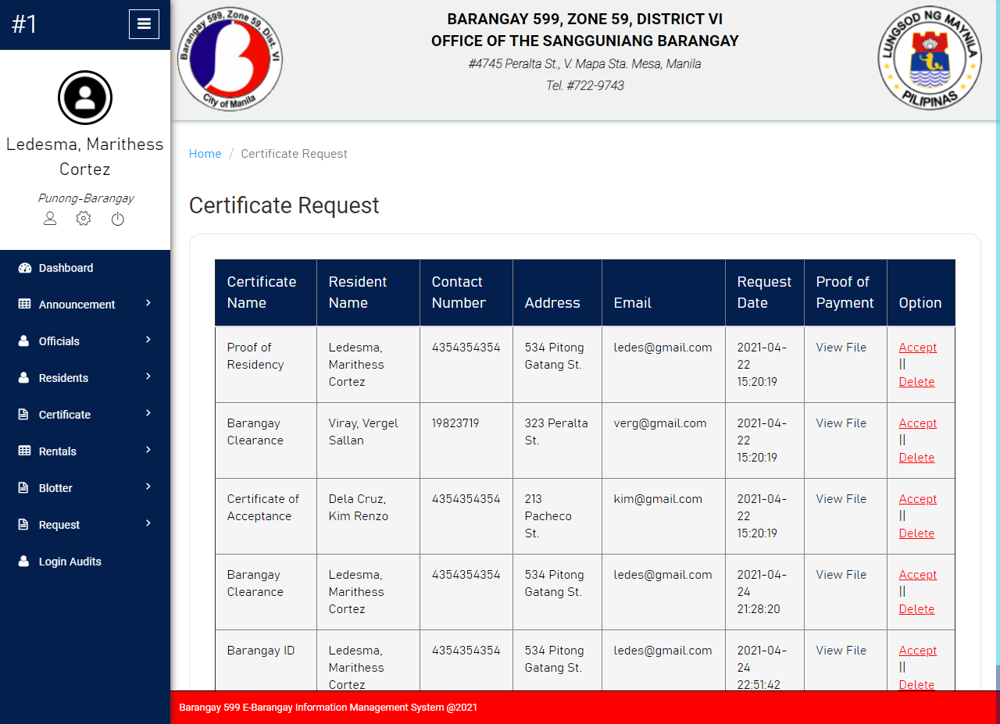 #1
Ledesma, Marithess
Cortez
Punong-Barangay
Dashboard
Announcement
Officials
Residents
Certificate
Rentals
Blotter
Request
Login Audits
Barangay 599, Zone 59, Dist. VI
City of Manila
BARANGAY 599, ZONE 59, DISTRICT VI
OFFICE OF THE SANGGUNIANG BARANGAY
#4745 Peralta St., V. Mapa Sta. Mesa, Manila
Tel. #722-9743
LUNGSOD NG MAYNILA
PILIPINAS
Home / Certificate Request
Certificate Request
Certificate Name
Resident Name
Contact Number
Address
Email
Request Date
Proof of Payment
Option
Proof of Residency
Ledesma, Marithess Cortez
4354354354
534 Pitong Gatang St.
ledes@gmail.com
2021-04-22 15:20:19
View File
Accept || Delete
Barangay Clearance
Viray, Vergel Sallan
19823719
323 Peralta St.
verg@gmail.com
2021-04-22 15:20:19
View File
Accept || Delete
Certificate of Acceptance
Dela Cruz, Kim Renzo
4354354354
213 Pacheco St.
kim@gmail.com
2021-04-22 15:20:19
View File
Accept || Delete
Barangay Clearance
Ledesma, Marithess Cortez
4354354354
534 Pitong Gatang St.
ledes@gmail.com
2021-04-24 21:28:20
View File
Accept || Delete
Barangay ID
Ledesma, Marithess Cortez
4354354354
534 Pitong Gatang St.
ledes@gmail.com
2021-04-24 22:51:42
View File
Accept || Delete
Barangay 599 E-Barangay Information Management System @2021